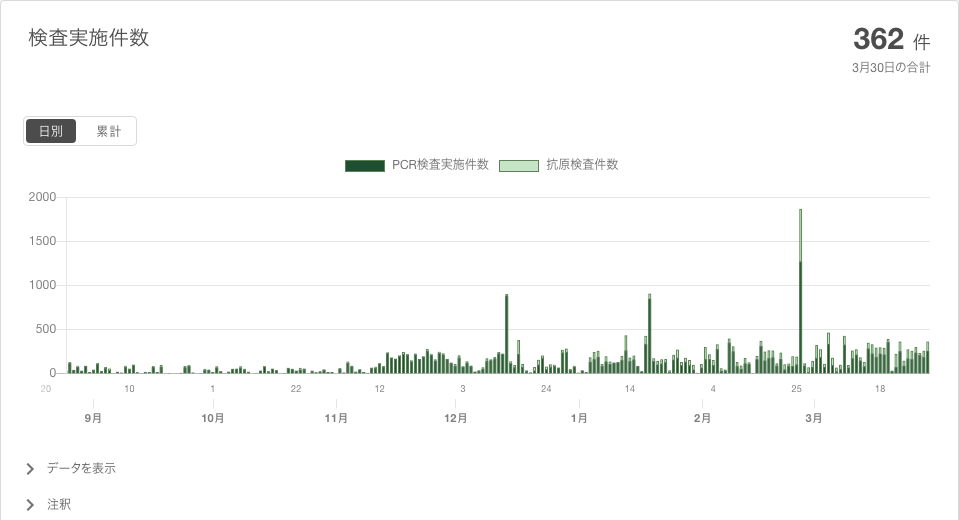 検査実施件数
362 件
3月30日の合計
日別 累計
PCR検査実施件数 抗原検査件数
2000
1500
1000
500
0
20 10 1 22 12 3 24 14 4 25 18
9月 10月 11月 12月 1月 2月 3月
データを表示
注釈